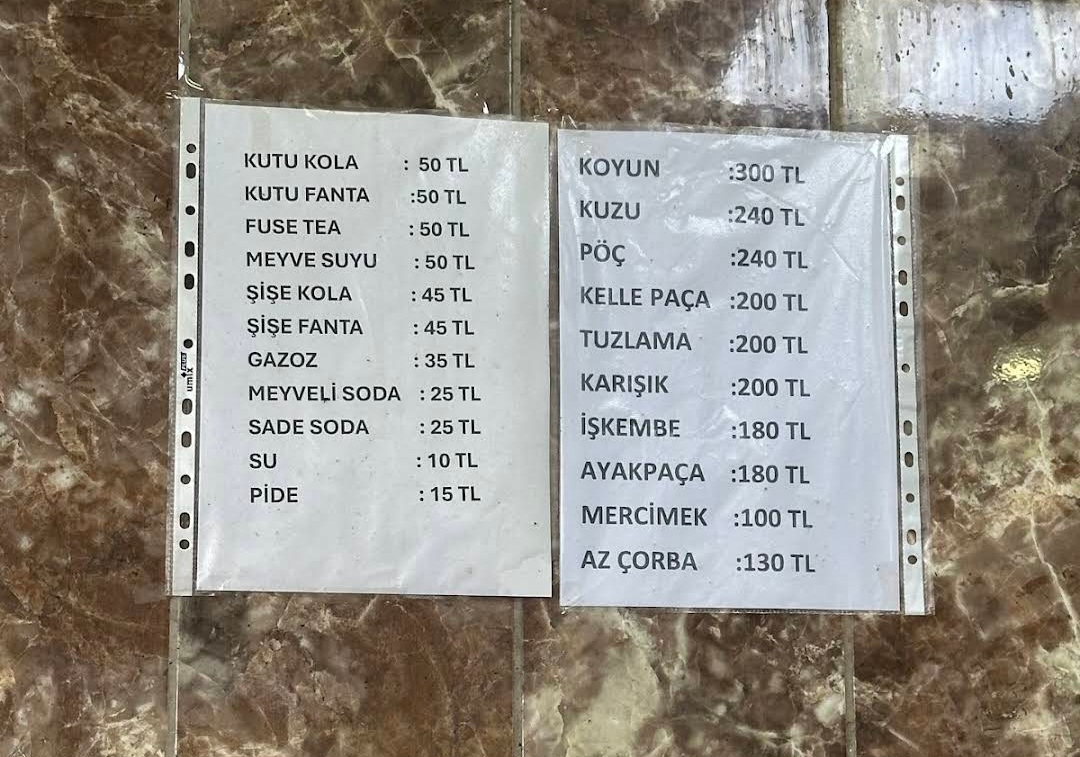 KUTU KOLA : 50 TL
KUTU FANTA :50 TL
FUSE TEA : 50 TL
MEYVE SUYU : 50 TL
ŞİŞE KOLA : 45 TL
ŞİŞE FANTA : 45 TL
GAZOZ : 35 TL
MEYVELİ SODA : 25 TL
SADE SODA : 25 TL
SU : 10 TL
PİDE : 15 TL
umix PLUS
KOYUN :300 TL
KUZU :240 TL
PÖÇ :240 TL
KELLE PAÇA :200 TL
TUZLAMA :200 TL
KARIŞIK :200 TL
İŞKEMBE :180 TL
AYAKPAÇA :180 TL
MERCİMEK :100 TL
AZ ÇORBA :130 TL